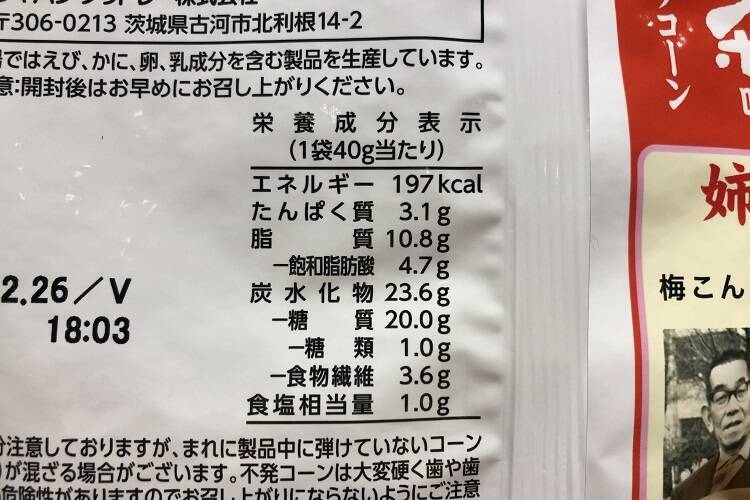 〒306-0213 茨城県古河市北利根14-2
ではえび、かに、卵、乳成分を含む製品を生産しています。
意:開封後はお早めにお召し上がりください。
栄養成分表示
(1袋40g当たり)
エネルギー 197kcal
たんぱく質 3.1g
脂質 10.8g
－飽和脂肪酸 4.7g
炭水化物 23.6g
－糖質 20.0g
－糖類 1.0g
－食物繊維 3.6g
食塩相当量 1.0g
2.26/V
18:03
分注意しておりますが、まれに製品中に弾けていないコーン
が混ざる場合がございます。不発コーンは大変硬く歯や歯
危険性がありますのでお召し上がりにならないようにご注意
コーン
姉
梅こん